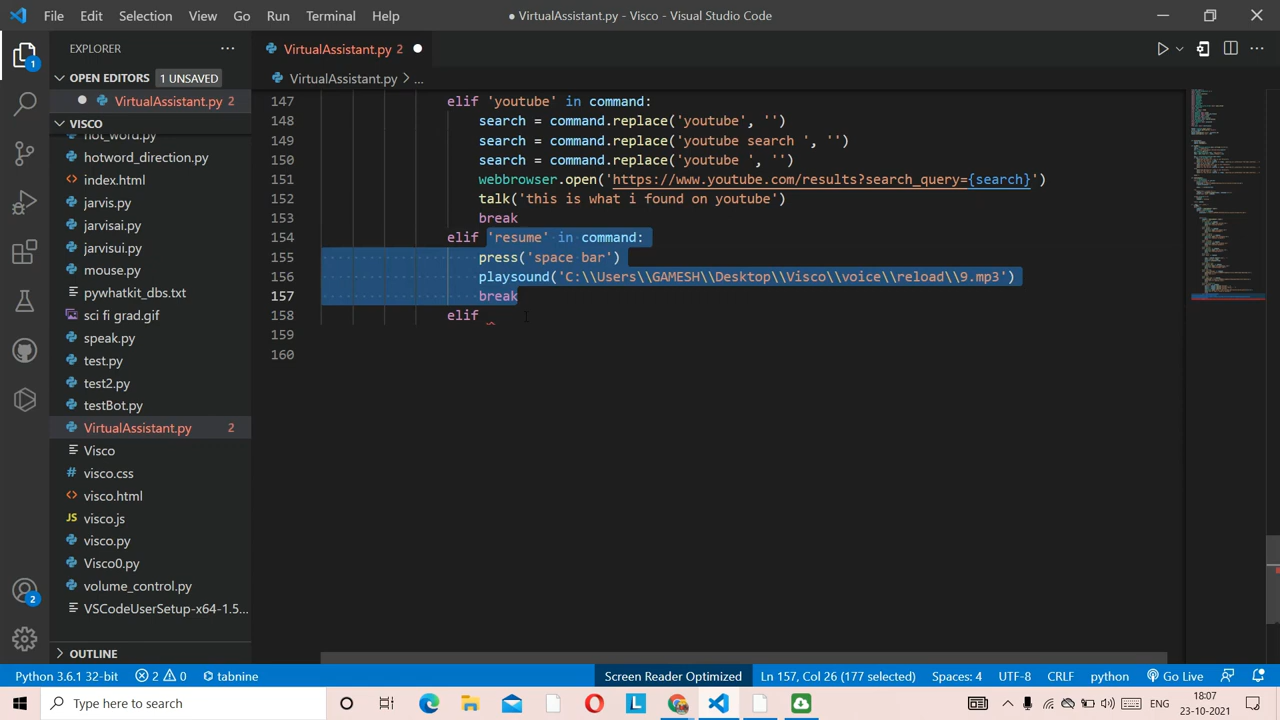 File Edit Selection View Go Run Terminal Help
● VirtualAssistant.py - Visco - Visual Studio Code
EXPLORER ...
VirtualAssistant.py 2 ●
OPEN EDITORS 1 UNSAVED
VirtualAssistant.py > ...
● VirtualAssistant.py 2
VISCO
hot_word.py
hotword_direction.py
index.html
jarvis.py
jarvisai.py
jarvisui.py
mouse.py
pywhatkit_dbs.txt
sci fi grad.gif
speak.py
test.py
test2.py
testBot.py
VirtualAssistant.py 2
Visco
visco.css
visco.html
JS visco.js
visco.py
Visco0.py
volume_control.py
VSCodeUserSetup-x64-1.5...
OUTLINE
1
2
147 elif 'youtube' in command:
148 search = command.replace('youtube', '')
149 search = command.replace('youtube search ', '')
150 search = command.replace('youtube ', '')
151 webbrowser.open('https://www.youtube.com/results?search_query={search}')
152 talk('this is what i found on youtube')
153 break
154 elif 'resume' in command:
155 press('space bar')
156 playsound('C:\\Users\\GAMESH\\Desktop\\Visco\\voice\\reload\\9.mp3')
157 break
158 elif
159
160
Python 3.6.1 32-bit 2 0 tabnine
Screen Reader Optimized Ln 157, Col 26 (177 selected) Spaces: 4 UTF-8 CRLF python Go Live
Type here to search
L
ENG
18:07
23-10-2021